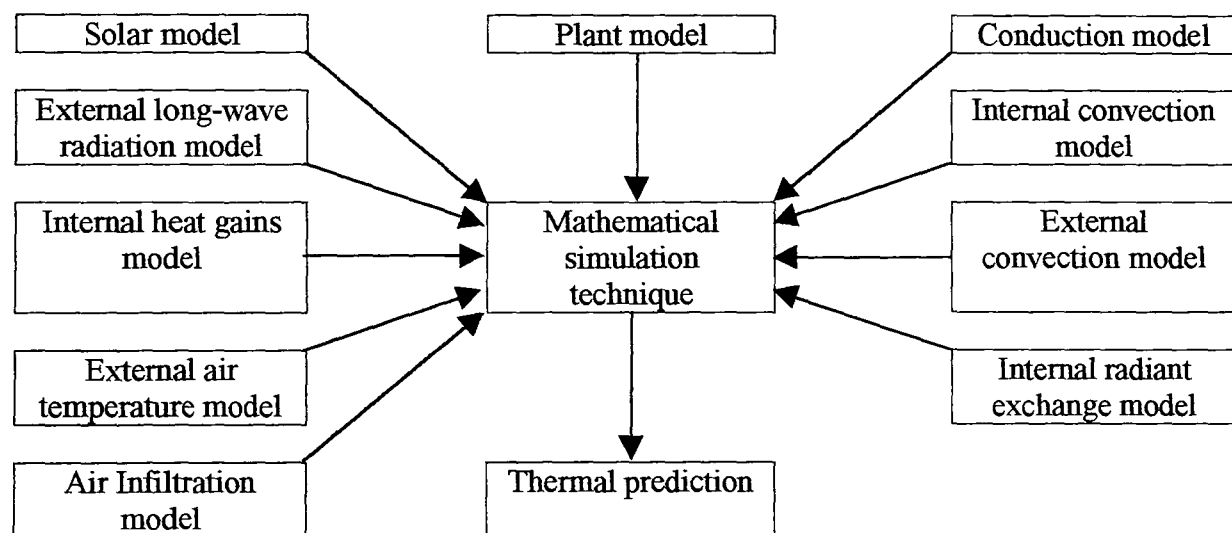 Solar model
Plant model
Conduction model
External long-wave
radiation model
Internal convection
model
Internal heat gains
model
Mathematical
simulation
technique
External
convection model
External air
temperature model
Internal radiant
exchange model
Air Infiltration
model
Thermal prediction